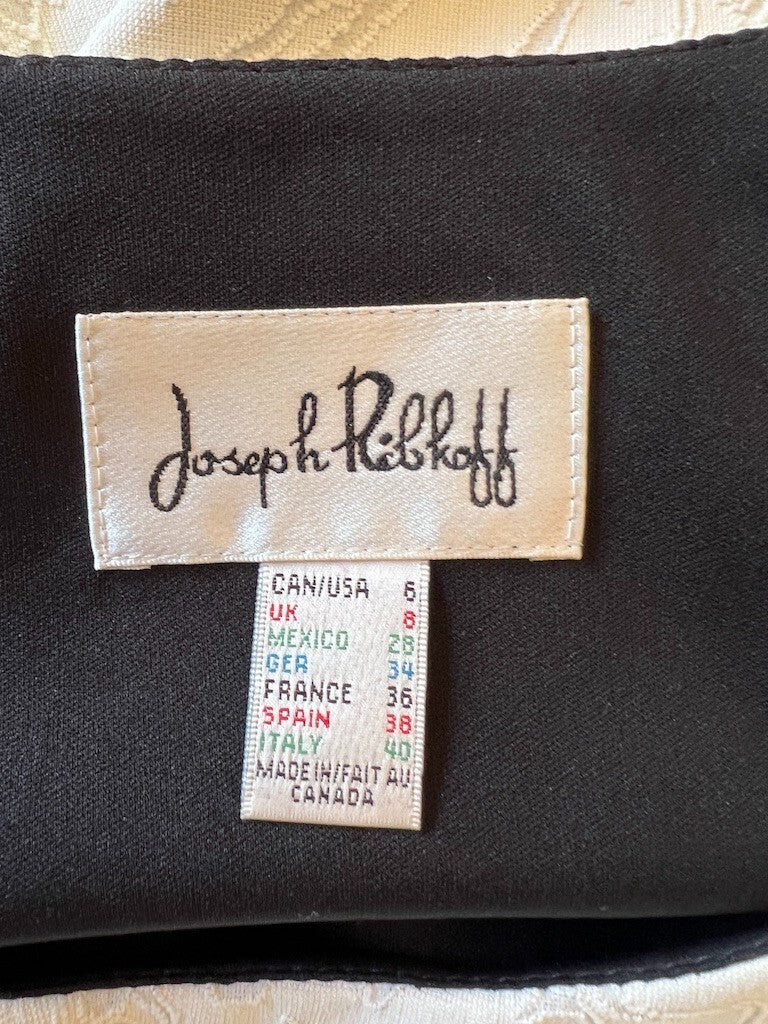 Joseph Ribkoff
CAN/USA 6
UK 8
MEXICO 28
GER 34
FRANCE 36
SPAIN 38
ITALY 40
MADE IN/FAIT AU
CANADA